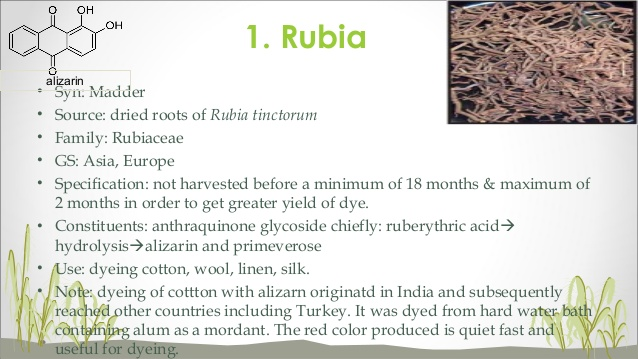 O
OH
OH
O
alizarin
1. Rubia
• Syn: Madder
• Source: dried roots of Rubia tinctorum
• Family: Rubiaceae
• GS: Asia, Europe
• Specification: not harvested before a minimum of 18 months & maximum of
2 months in order to get greater yield of dye.
• Constituents: anthraquinone glycoside chiefly: ruberythric acid→
hydrolysis→alizarin and primeverose
• Use: dyeing cotton, wool, linen, silk.
• Note: dyeing of cottton with alizarn originatd in India and subsequently
reached other countries including Turkey. It was dyed from hard water bath
containing alum as a mordant. The red color produced is quiet fast and
useful for dyeing.